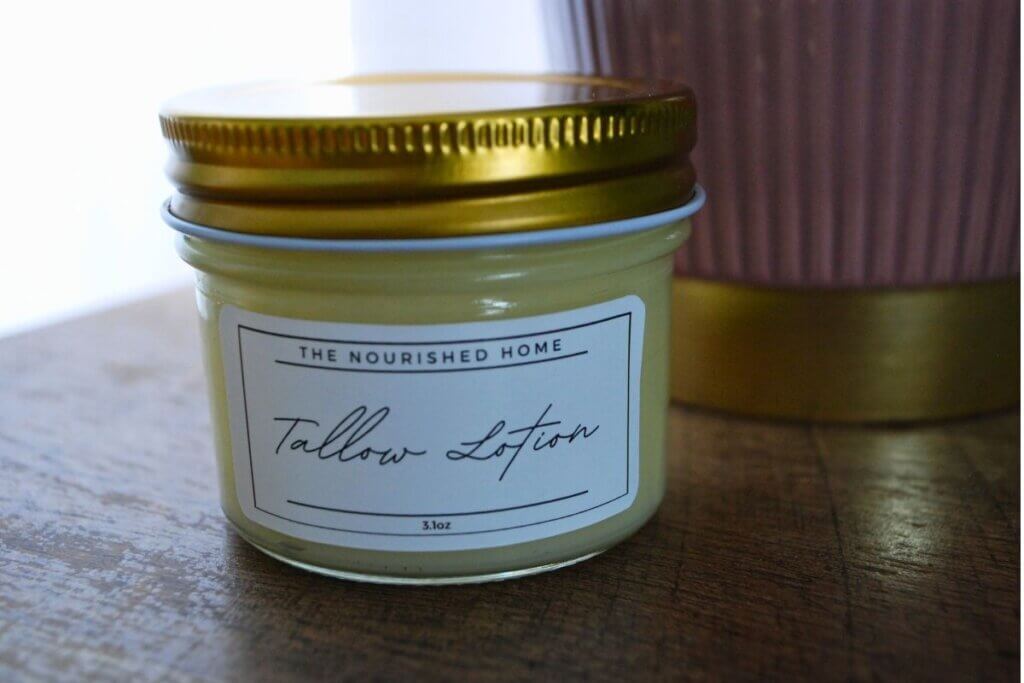 THE NOURISHED HOME
Tallow Lotion
3.1oz